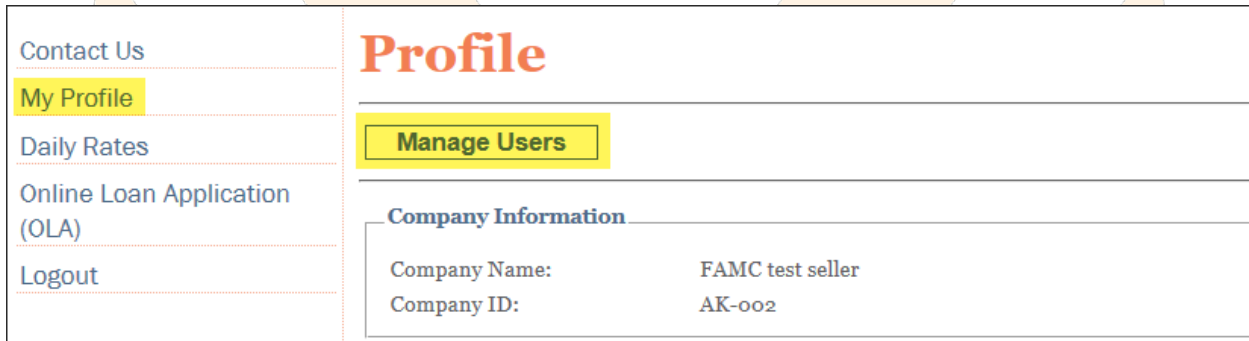 Contact Us
My Profile
Daily Rates
Online Loan Application
(OLA)
Logout
Profile
Manage Users
Company Information
Company Name: FAMC test seller
Company ID: AK-002